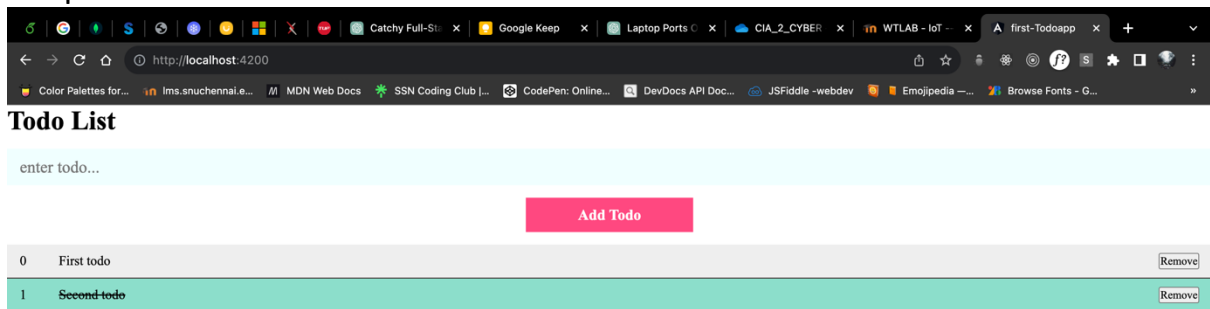 Catchy Full-Sta × Google Keep × Laptop Ports O × CIA_2_CYBER × WTLAB - IoT -- × first-Todoapp × +
http://localhost:4200
Color Palettes for... lms.snuchennai.e... MDN Web Docs SSN Coding Club |... CodePen: Online... DevDocs API Doc... JSFiddle -webdev Emojipedia —... Browse Fonts - G... »
Todo List
enter todo...
Add Todo
0 First todo Remove
1 Second todo Remove